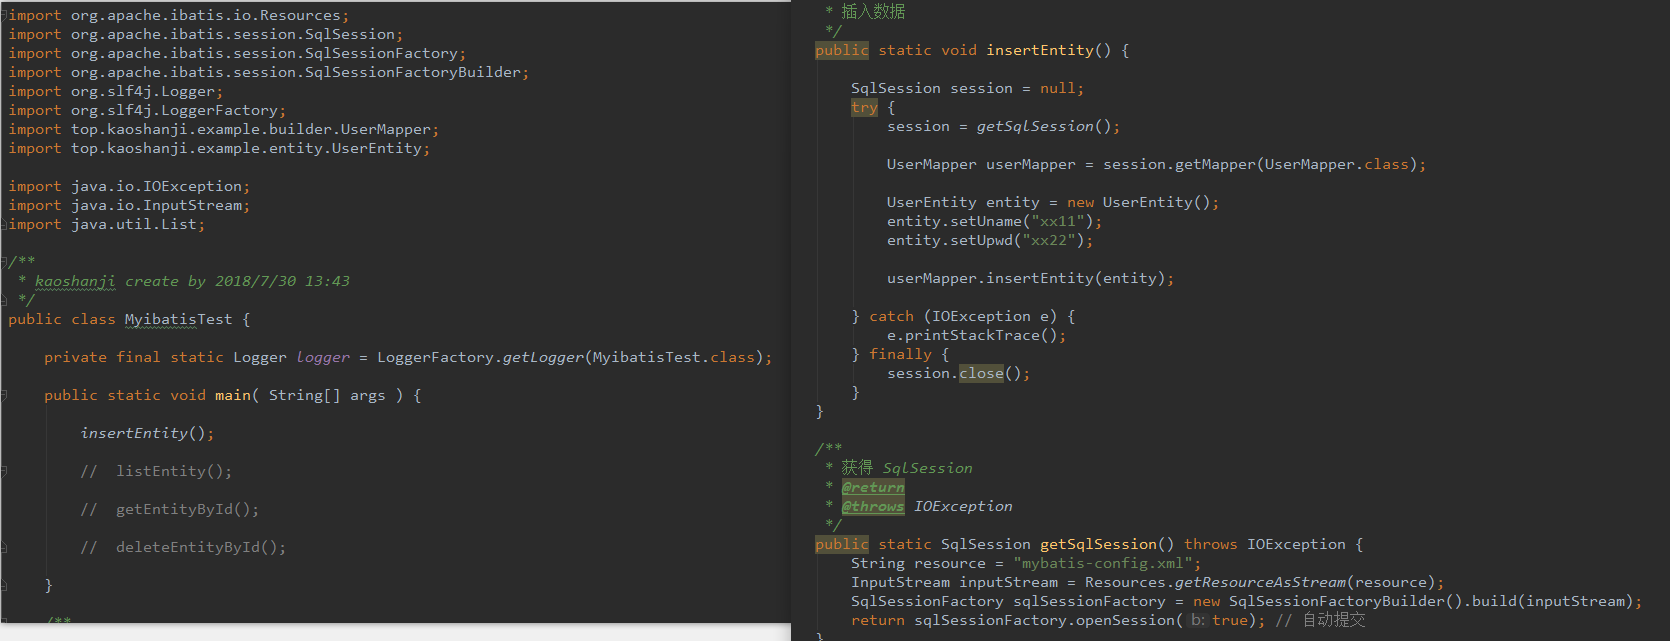 import org.apache.ibatis.io.Resources;
import org.apache.ibatis.session.SqlSession;
import org.apache.ibatis.session.SqlSessionFactory;
import org.apache.ibatis.session.SqlSessionFactoryBuilder;
import org.slf4j.Logger;
import org.slf4j.LoggerFactory;
import top.kaoshanji.example.builder.UserMapper;
import top.kaoshanji.example.entity.UserEntity;
import java.io.IOException;
import java.io.InputStream;
import java.util.List;
/**
* kaoshanji create by 2018/7/30 13:43
*/
public class MyibatisTest {
private final static Logger logger = LoggerFactory.getLogger(MyibatisTest.class);
public static void main( String[] args ) {
insertEntity();
// listEntity();
// getEntityById();
// deleteEntityById();
}
/**
* 插入数据
*/
public static void insertEntity() {
SqlSession session = null;
try {
session = getSqlSession();
UserMapper userMapper = session.getMapper(UserMapper.class);
UserEntity entity = new UserEntity();
entity.setUname("xx11");
entity.setUpwd("xx22");
userMapper.insertEntity(entity);
} catch (IOException e) {
e.printStackTrace();
} finally {
session.close();
}
}
/**
* 获得 SqlSession
* @return
* @throws IOException
*/
public static SqlSession getSqlSession() throws IOException {
String resource = "mybatis-config.xml";
InputStream inputStream = Resources.getResourceAsStream(resource);
SqlSessionFactory sqlSessionFactory = new SqlSessionFactoryBuilder().build(inputStream);
return sqlSessionFactory.openSession( b: true); // 自动提交
}